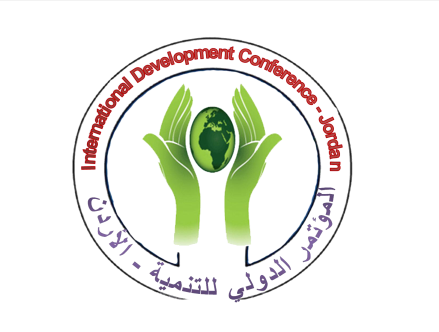 International Development Conference - Jordan
المؤتمر الدولي للتنمية - الأردن